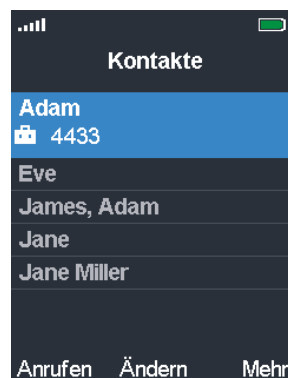 Kontakte
Adam
4433
Eve
James, Adam
Jane
Jane Miller
Anrufen Ändern Mehr